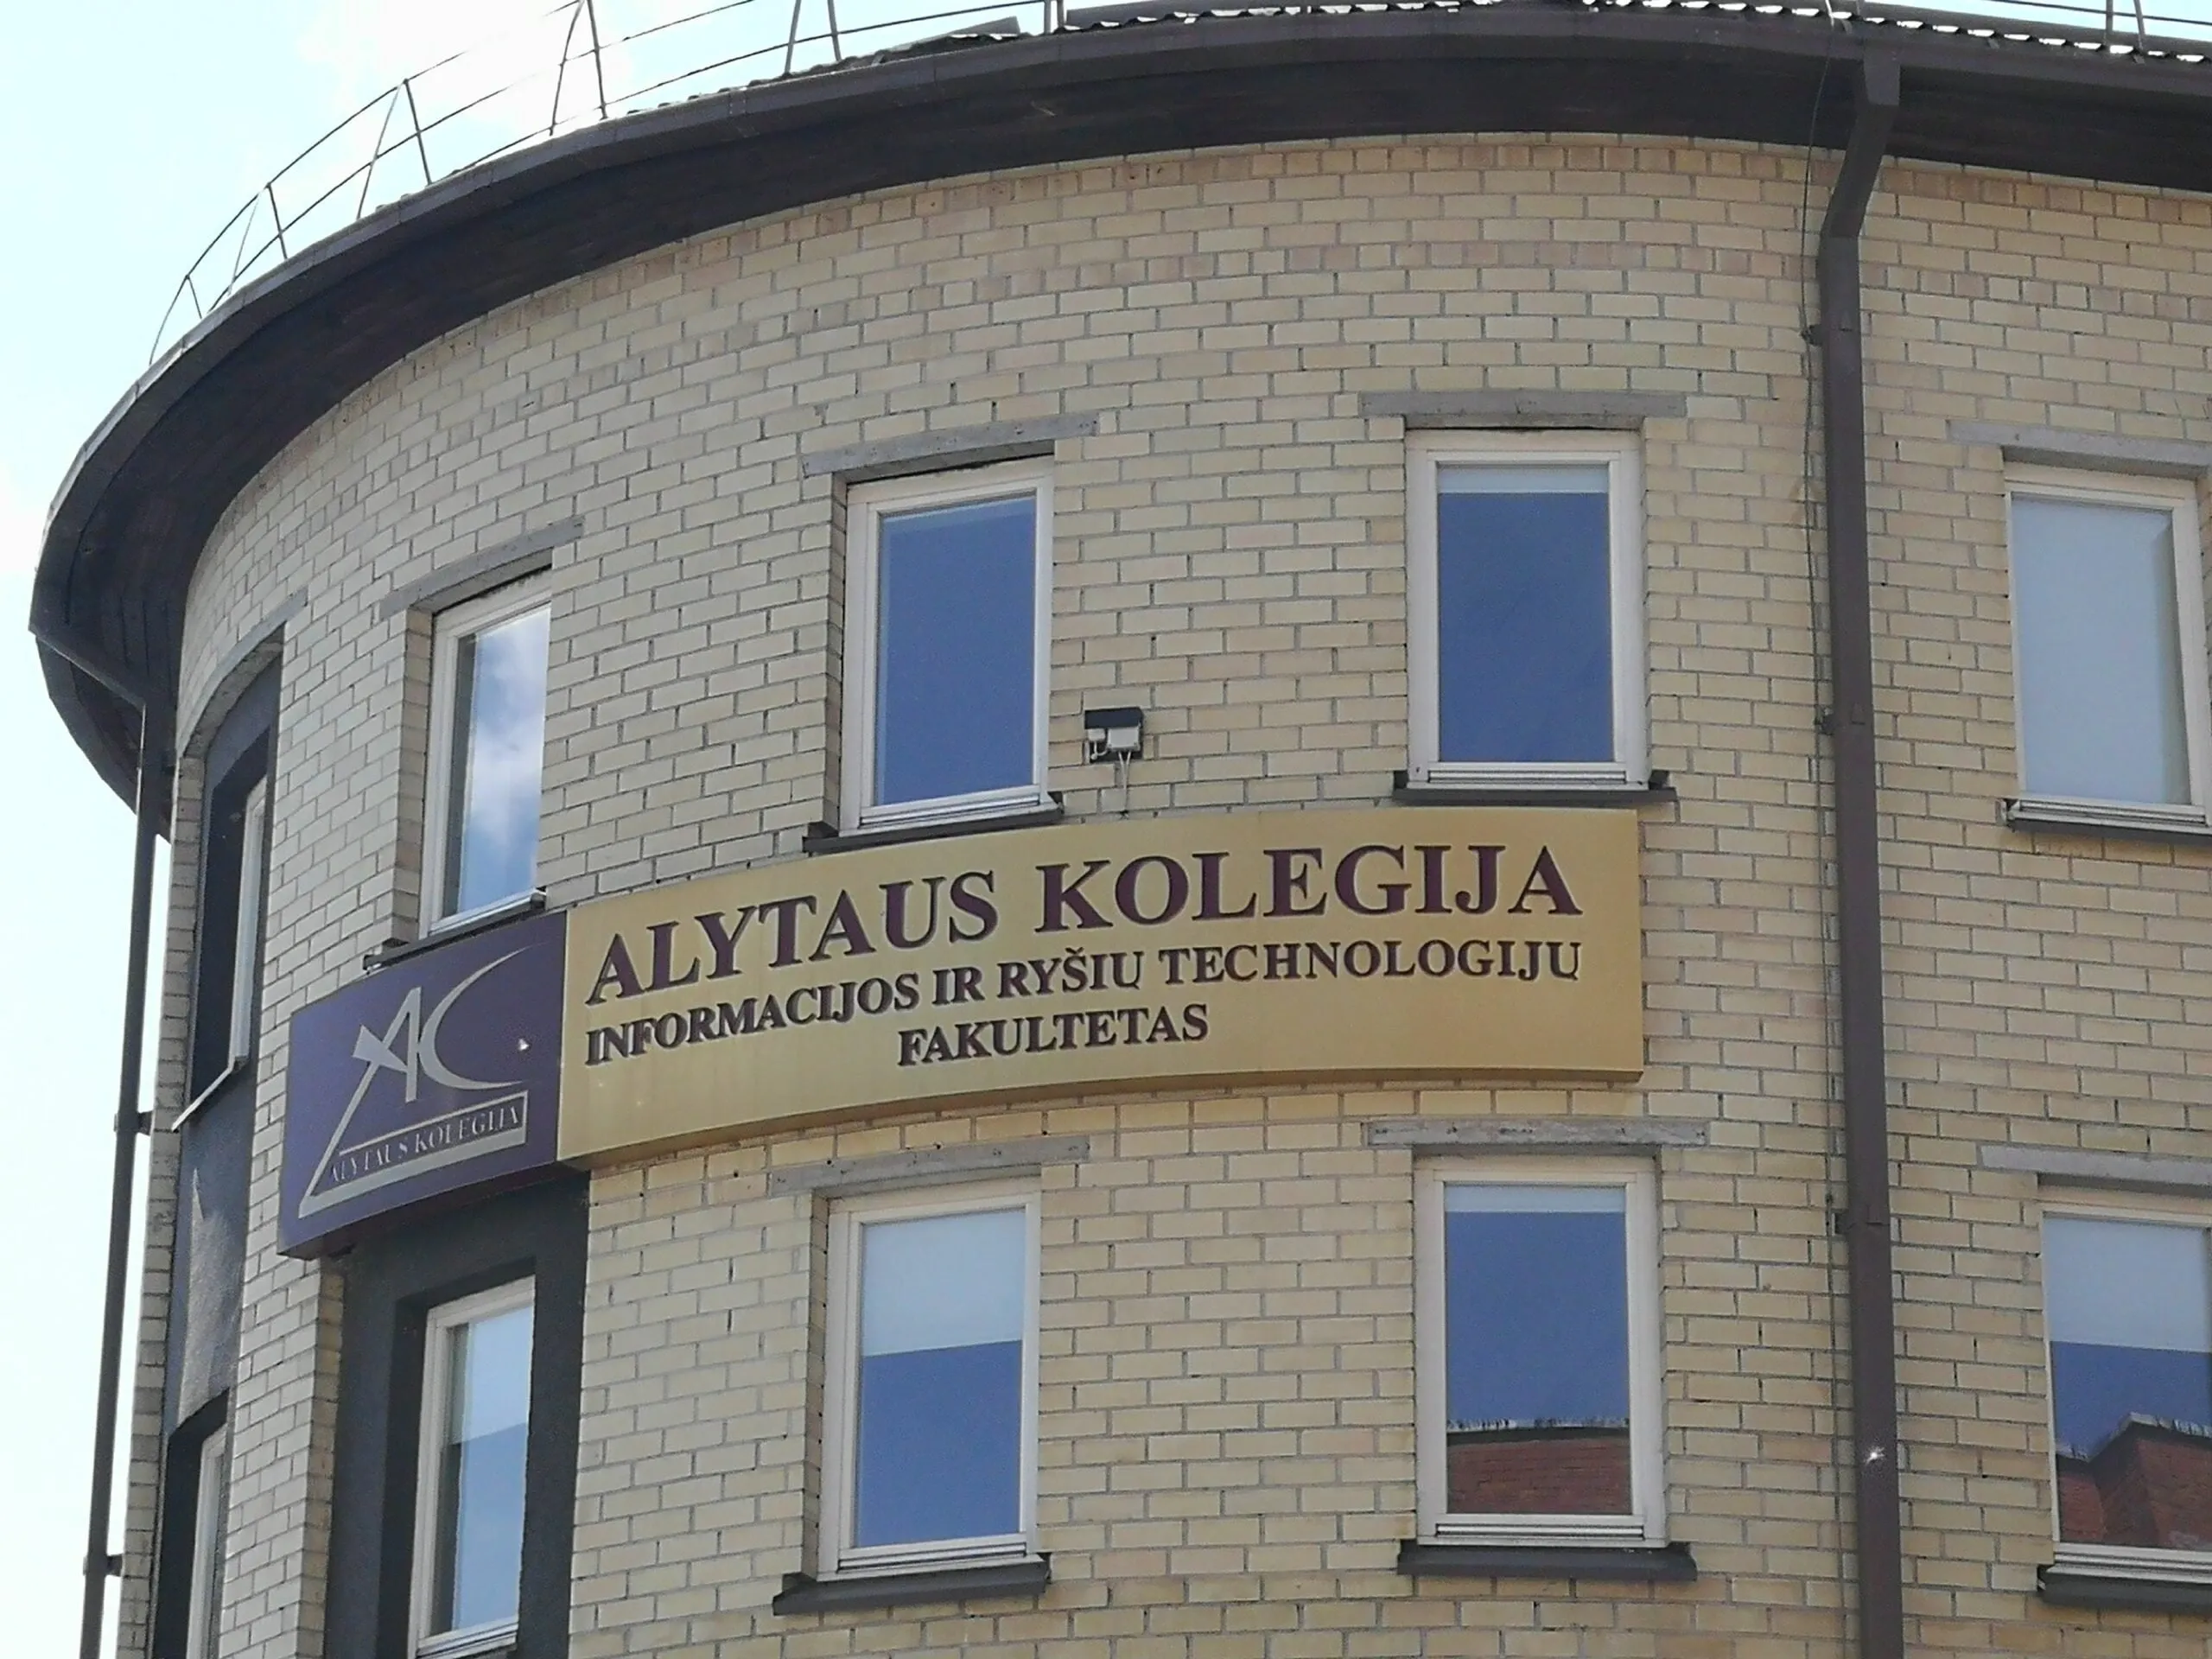 ALYTAUS KOLEGIJA
INFORMACIJOS IR RYŠIŲ TECHNOLOGIJŲ
FAKULTETAS
AC
ALYTAUS KOLEGIJA